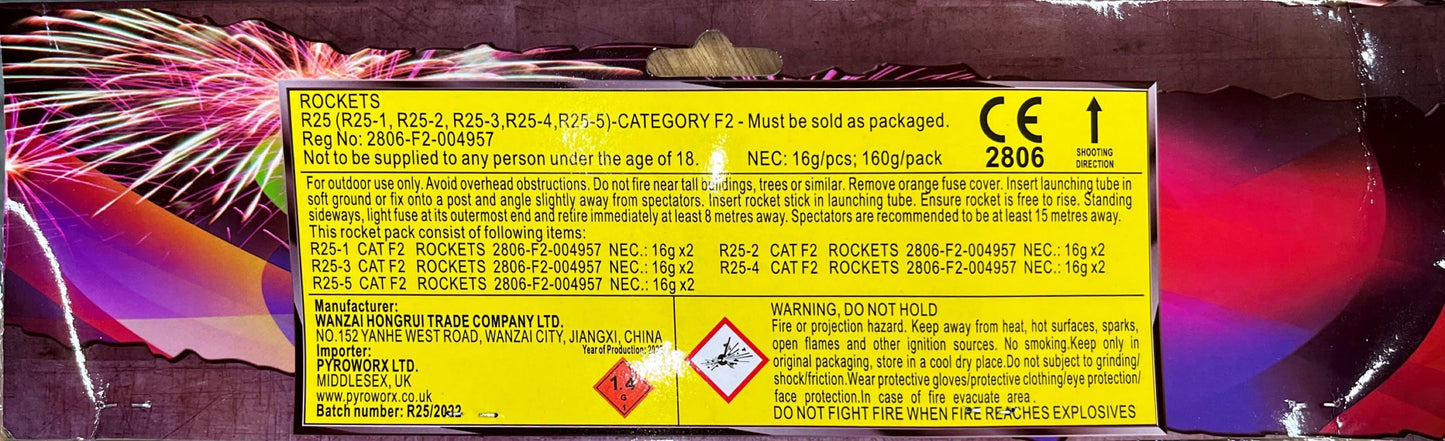 ROCKETS
R25 (R25-1, R25-2, R25-3,R25-4,R25-5)-CATEGORY F2 - Must be sold as packaged.
Reg No: 2806-F2-004957
Not to be supplied to any person under the age of 18. NEC: 16g/pcs; 160g/pack
CE
2806
SHOOTING
DIRECTION
For outdoor use only. Avoid overhead obstructions. Do not fire near tall buildings, trees or similar. Remove orange fuse cover. Insert launching tube in
soft ground or fix onto a post and angle slightly away from spectators. Insert rocket stick in launching tube. Ensure rocket is free to rise. Standing
sideways, light fuse at its outermost end and retire immediately at least 8 metres away. Spectators are recommended to be at least 15 metres away.
This rocket pack consist of following items:
R25-1 CAT F2 ROCKETS 2806-F2-004957 NEC.: 16g x2 R25-2 CAT F2 ROCKETS 2806-F2-004957 NEC.: 16g x2
R25-3 CAT F2 ROCKETS 2806-F2-004957 NEC.: 16g x2 R25-4 CAT F2 ROCKETS 2806-F2-004957 NEC.: 16g x2
R25-5 CAT F2 ROCKETS 2806-F2-004957 NEC.: 16g x2
Manufacturer:
WANZAI HONGRUI TRADE COMPANY LTD.
NO.152 YANHE WEST ROAD, WANZAI CITY, JIANGXI, CHINA
Year of Production:
Importer:
PYROWORX LTD.
MIDDLESEX, UK
www.pyroworx.co.uk
Batch number: R25/2022
1.4
G
1
WARNING, DO NOT HOLD
Fire or projection hazard. Keep away from heat, hot surfaces, sparks,
open flames and other ignition sources. No smoking.Keep only in
original packaging, store in a cool dry place.Do not subject to grinding/
shock/friction.Wear protective gloves/protective clothing/eye protection/
face protection.In case of fire evacuate area.
DO NOT FIGHT FIRE WHEN FIRE REACHES EXPLOSIVES